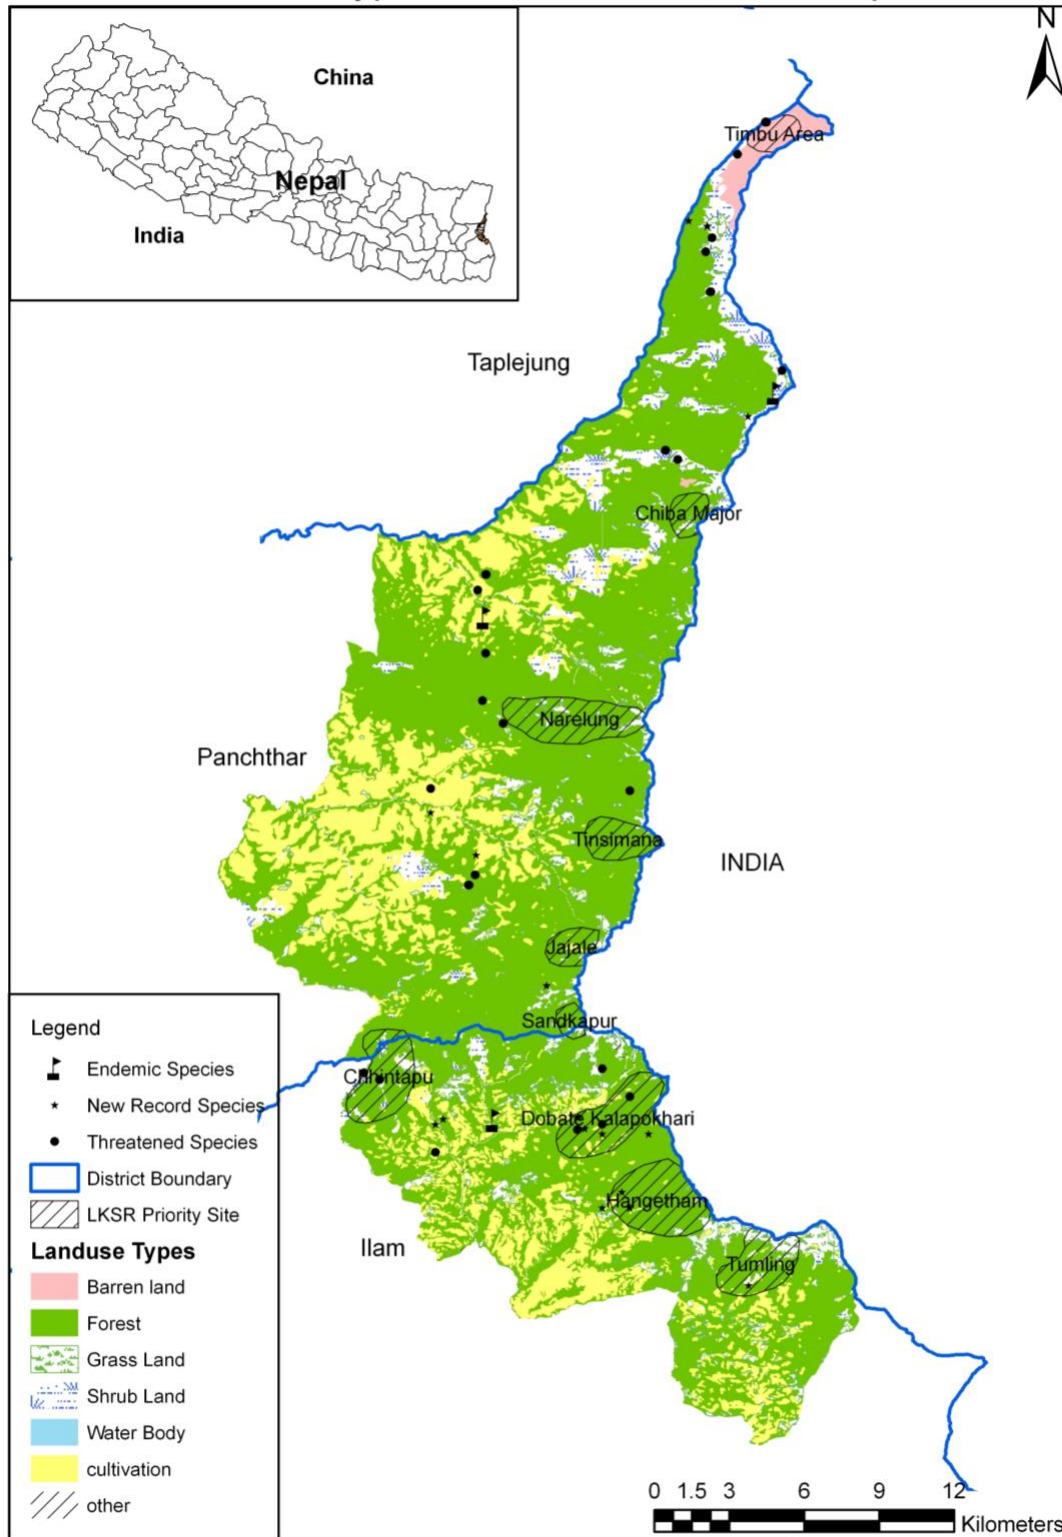 N
China
Nepal
India
Timbu Area
Taplejung
Chiba Major
Narelung
Panchthar
Tinsimana
INDIA
Jajale
Sandkapur
Chhintapu
Dobate Kalapokhari
Hangetham
Ilam
Tumling
Legend
Endemic Species
New Record Species
Threatened Species
District Boundary
LKSR Priority Site
Landuse Types
Barren land
Forest
Grass Land
Shrub Land
Water Body
cultivation
other
0 1.5 3 6 9 12
Kilometers